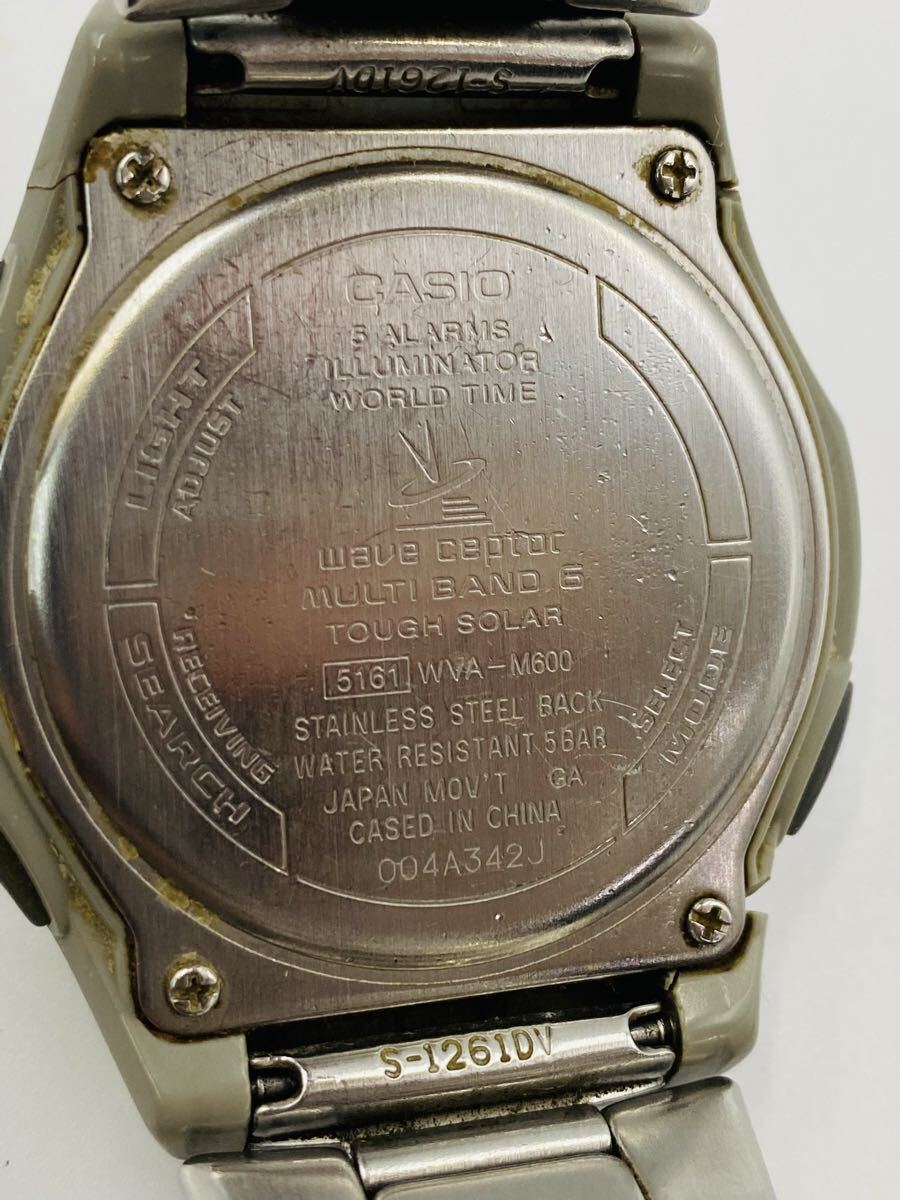 S-1261DV
CASIO
5 ALARMS
ILLUMINATOR
WORLD TIME
LIGHT
ADJUST
wave ceptor
MULTI BAND 6
TOUGH SOLAR
5161 WVA-M600
STAINLESS STEEL BACK
WATER RESISTANT 5BAR
JAPAN MOV'T GA
CASED IN CHINA
004A342J
RECEIVING
SEARCH
SELECT
MODE
S-1261DV